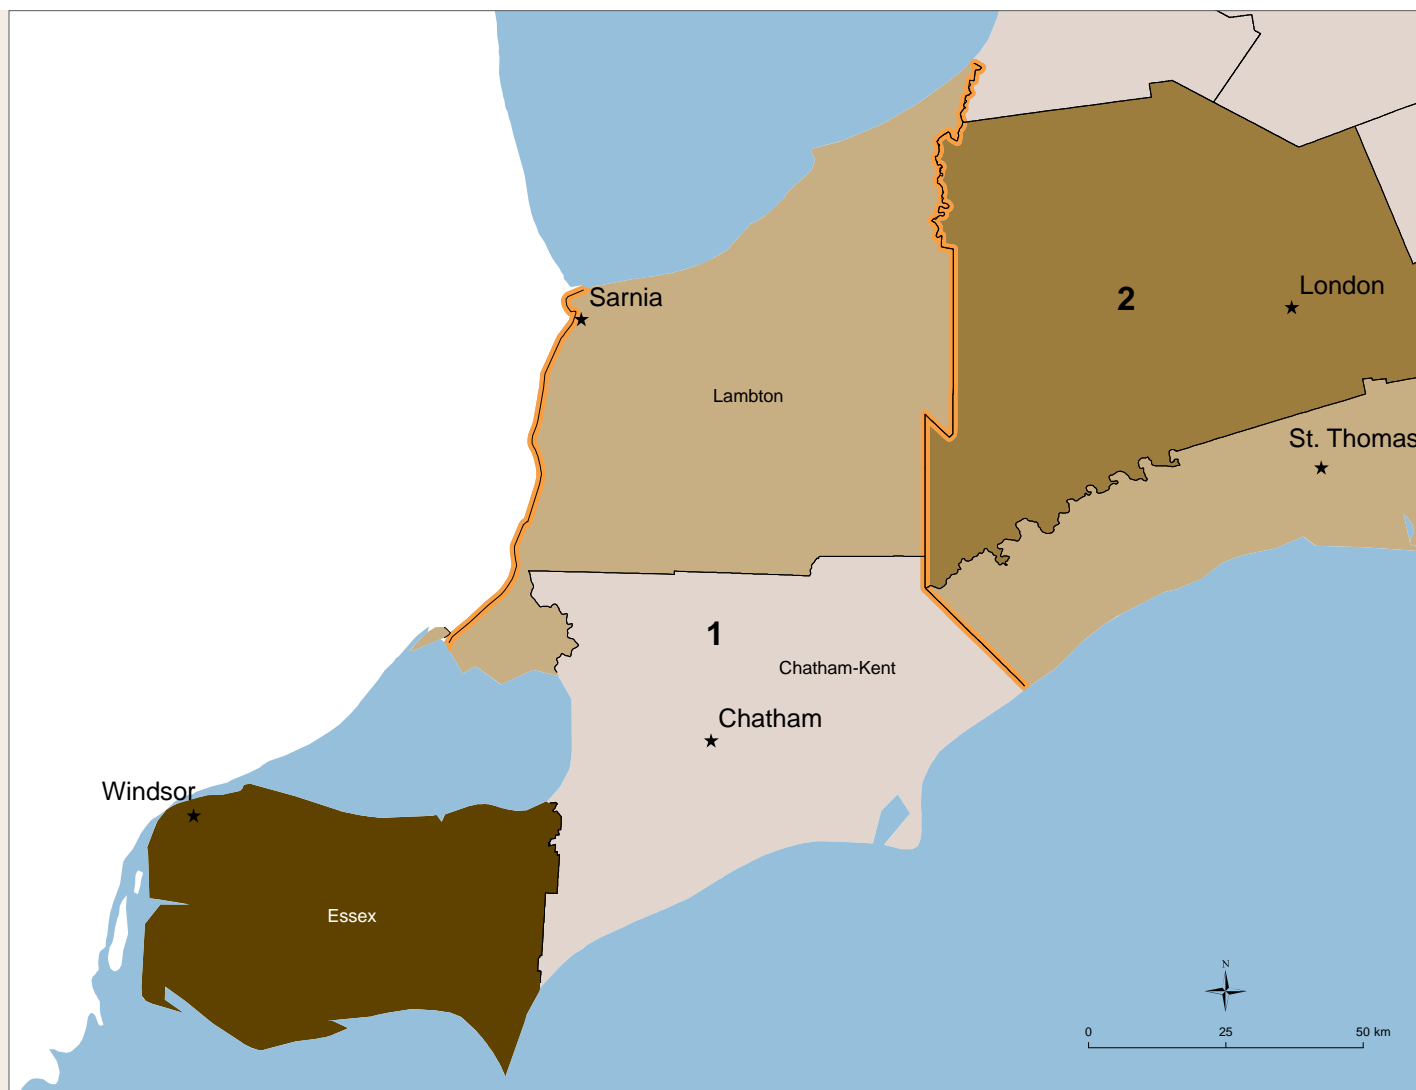 Sarnia
2
London
Lambton
St. Thomas
1
Chatham-Kent
Chatham
Windsor
Essex
N
0 25 50 km